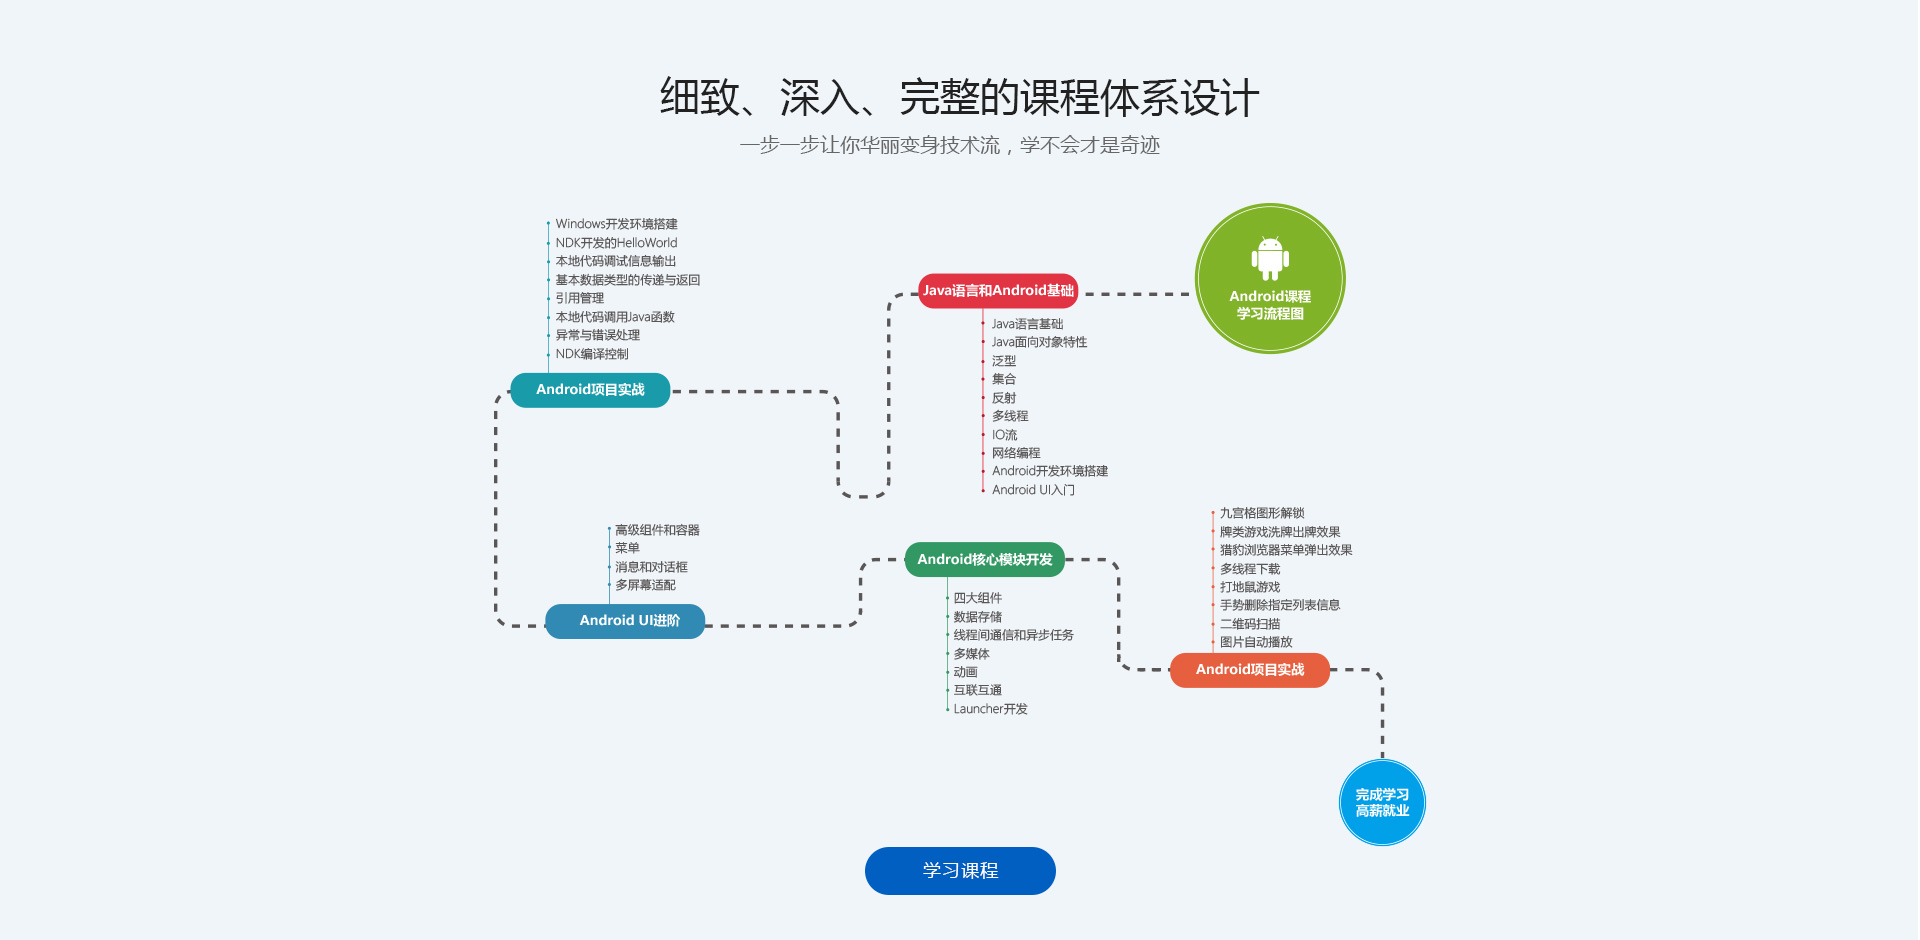 细致、深入、完整的课程体系设计
一步一步让你华丽变身技术流，学不会才是奇迹
Android课程
学习流程图
Java语言和Android基础
Java语言基础
Java面向对象特性
泛型
集合
反射
多线程
IO流
网络编程
Android开发环境搭建
Android UI入门
Windows开发环境搭建
NDK开发的HelloWorld
本地代码调试信息输出
基本数据类型的传递与返回
引用管理
本地代码调用Java函数
异常与错误处理
NDK编译控制
Android项目实战
高级组件和容器
菜单
消息和对话框
多屏幕适配
Android UI进阶
Android核心模块开发
四大组件
数据存储
线程间通信和异步任务
多媒体
动画
互联互通
Launcher开发
九宫格图形解锁
牌类游戏洗牌出牌效果
猎豹浏览器菜单弹出效果
多线程下载
打地鼠游戏
手势删除指定列表信息
二维码扫描
图片自动播放
Android项目实战
完成学习
高薪就业
学习课程